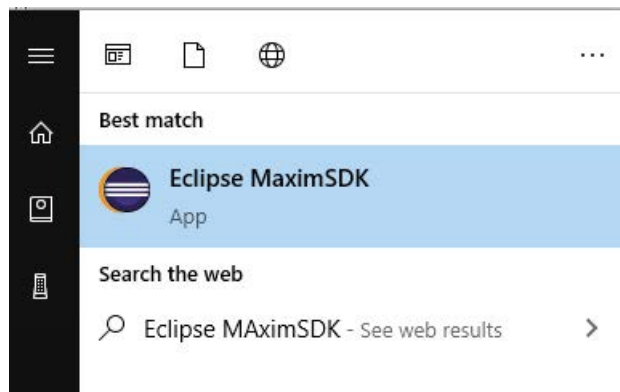 Best match
Eclipse MaximSDK
App
Search the web
Eclipse MAximSDK - See web results